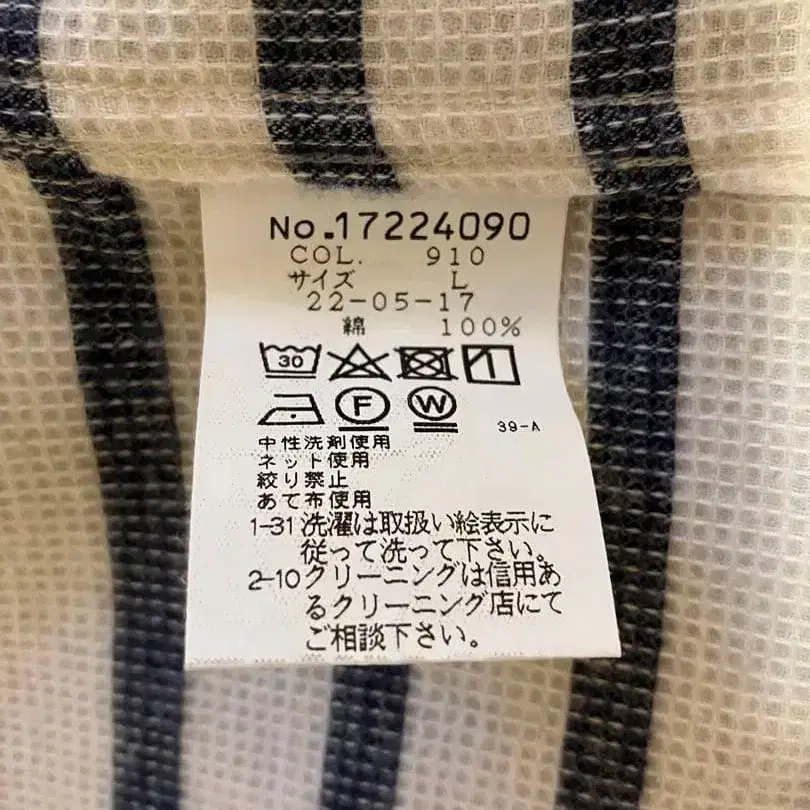 No.17224090
COL. 910
サイズ L
22-05-17
綿 100%
30
F W 39-A
中性洗剤使用
ネット使用
絞り禁止
あて布使用
1-31洗濯は取扱い絵表示に
従って洗って下さい。
2-10クリーニングは信用あ
るクリーニング店にて
ご相談下さい。